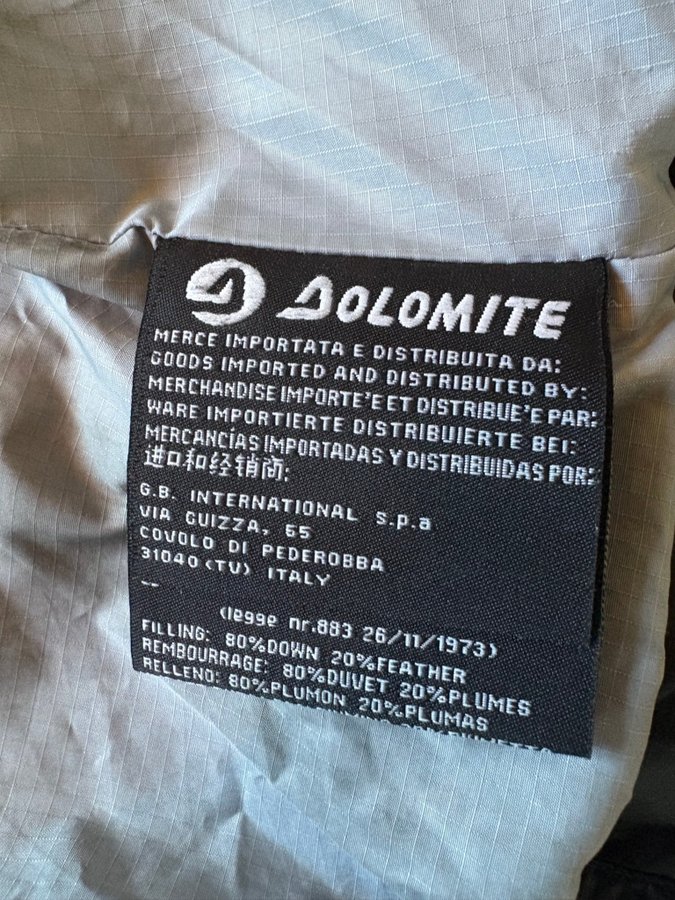 DOLOMITE
MERCE IMPORTATA E DISTRIBUITA DA:
GOODS IMPORTED AND DISTRIBUTED BY:
MERCHANDISE IMPORTE'E ET DISTRIBUE'E PAR:
WARE IMPORTIERTE DISTRIBUIERTE BEI:
MERCANCÍAS IMPORTADAS Y DISTRIBUIDAS POR:
进口和经销商:
G.B. INTERNATIONAL s.p.a
VIA GUIZZA, 55
COVOLO DI PEDEROBBA
31040 (TV) ITALY
--
(legge nr.883 26/11/1973)
FILLING: 80%DOWN 20%FEATHER
REMBOURRAGE: 80%DUVET 20%PLUMES
RELLENO: 80%PLUMON 20%PLUMAS